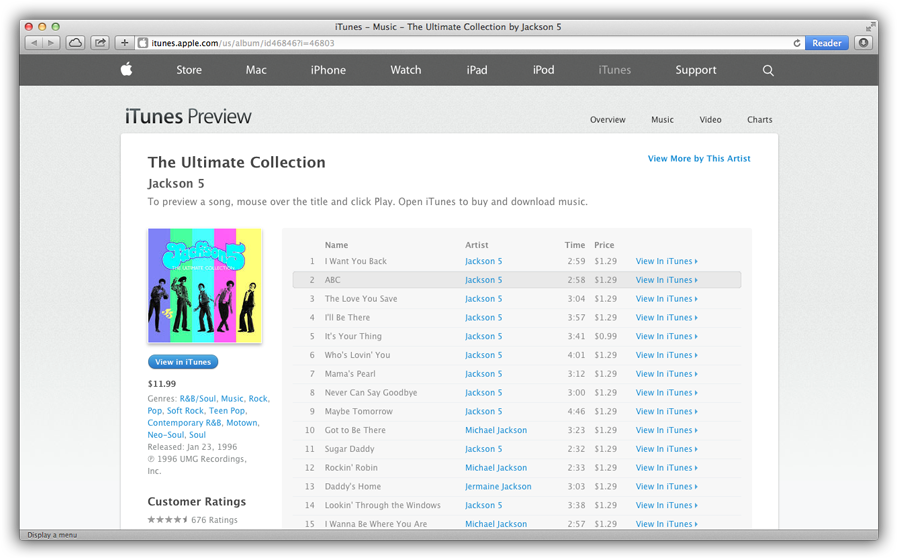 iTunes – Music – The Ultimate Collection by Jackson 5
itunes.apple.com/us/album/id46846?i=46803
Reader
Store Mac iPhone Watch iPad iPod iTunes Support
iTunes Preview
Overview Music Video Charts
The Ultimate Collection
View More by This Artist
Jackson 5
To preview a song, mouse over the title and click Play. Open iTunes to buy and download music.
Jackson 5
THE ULTIMATE COLLECTION
View in iTunes
$11.99
Genres: R&B/Soul, Music, Rock,
Pop, Soft Rock, Teen Pop,
Contemporary R&B, Motown,
Neo-Soul, Soul
Released: Jan 23, 1996
℗ 1996 UMG Recordings,
Inc.
Customer Ratings
676 Ratings
Name Artist Time Price
1 I Want You Back Jackson 5 2:59 $1.29 View In iTunes
2 ABC Jackson 5 2:58 $1.29 View In iTunes
3 The Love You Save Jackson 5 3:04 $1.29 View In iTunes
4 I'll Be There Jackson 5 3:57 $1.29 View In iTunes
5 It's Your Thing Jackson 5 3:41 $0.99 View In iTunes
6 Who's Lovin' You Jackson 5 4:01 $1.29 View In iTunes
7 Mama's Pearl Jackson 5 3:12 $1.29 View In iTunes
8 Never Can Say Goodbye Jackson 5 3:00 $1.29 View In iTunes
9 Maybe Tomorrow Jackson 5 4:46 $1.29 View In iTunes
10 Got to Be There Michael Jackson 3:23 $1.29 View In iTunes
11 Sugar Daddy Jackson 5 2:32 $1.29 View In iTunes
12 Rockin' Robin Michael Jackson 2:33 $1.29 View In iTunes
13 Daddy's Home Jermaine Jackson 3:03 $1.29 View In iTunes
14 Lookin' Through the Windows Jackson 5 3:38 $1.29 View In iTunes
15 I Wanna Be Where You Are Michael Jackson 2:57 $1.29 View In iTunes
Display a menu